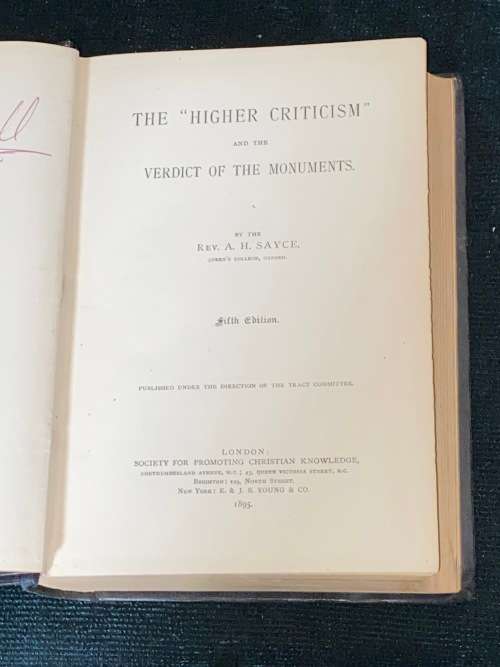 THE "HIGHER CRITICISM"
AND THE
VERDICT OF THE MONUMENTS.
BY THE
REV. A. H. SAYCE,
QUEEN'S COLLEGE, OXFORD.
Fifth Edition.
PUBLISHED UNDER THE DIRECTION OF THE TRACT COMMITTEE.
LONDON:
SOCIETY FOR PROMOTING CHRISTIAN KNOWLEDGE,
NORTHUMBERLAND AVENUE, W.C.; 43, QUEEN VICTORIA STREET, E.C.
BRIGHTON: 129, NORTH STREET.
NEW YORK: E. & J. B. YOUNG & CO.
1895.